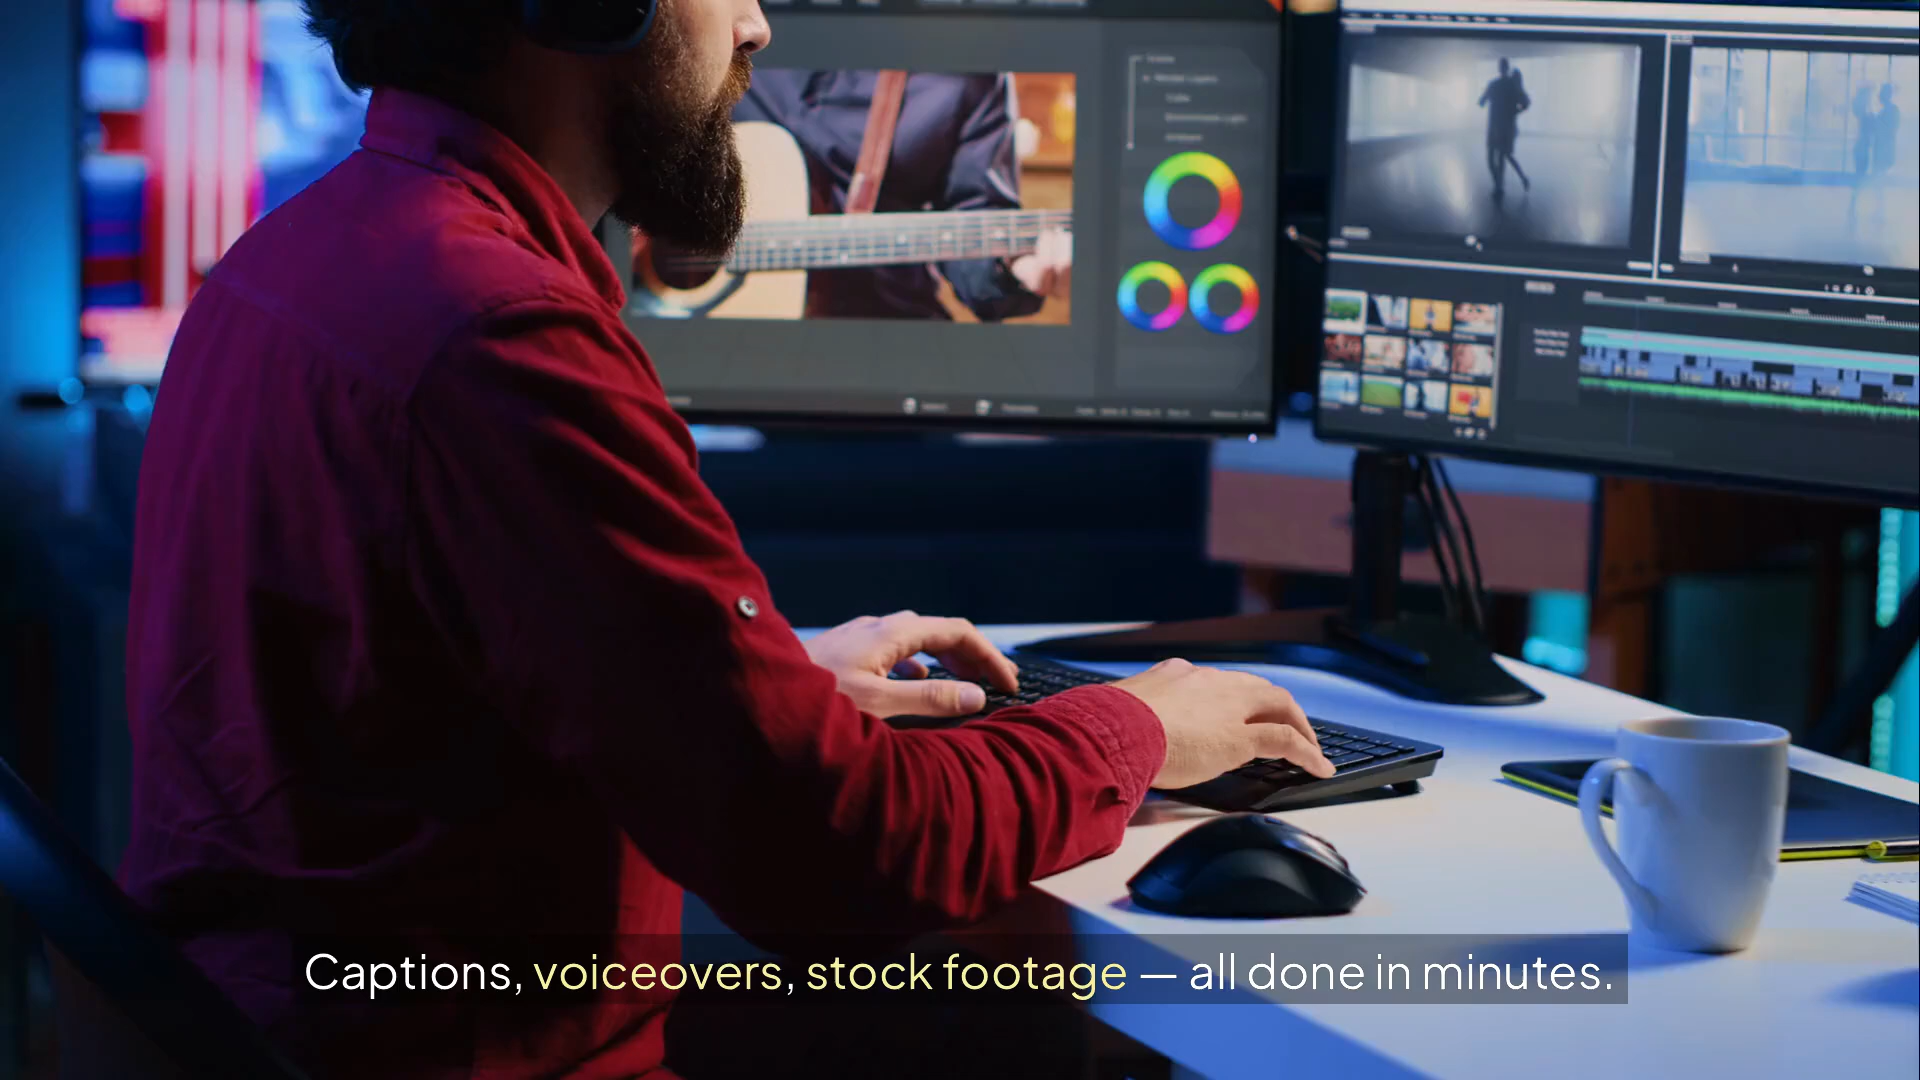 Captions, voiceovers, stock footage — all done in minutes.